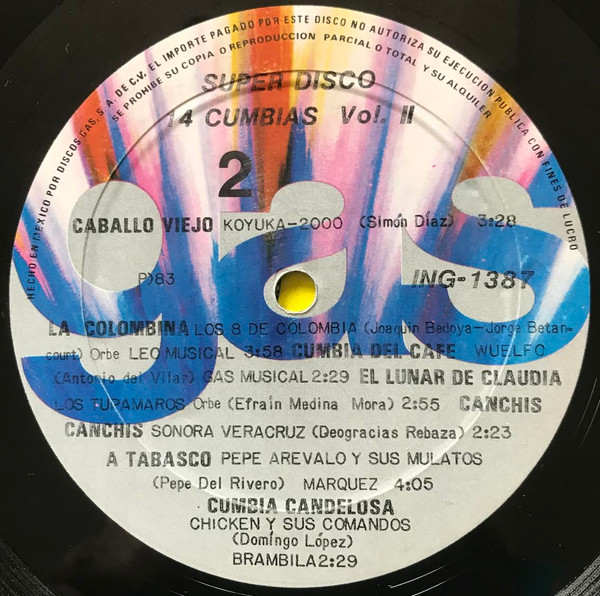 HECHO EN MEXICO POR DISCOS GAS, S.A. DE C.V. EL IMPORTE PAGADO POR ESTE DISCO NO AUTORIZA SU EJECUCION PUBLICA CON FINES DE LUCRO
SE PROHIBE SU COPIA O REPRODUCCION PARCIAL O TOTAL Y SU ALQUILER
SUPER DISCO
14 CUMBIAS Vol. II
2
gas
CABALLO VIEJO KOYUKA-2000 (Simón Díaz) 3:28
P)83 ING-1387
LA COLOMBINA LOS 8 DE COLOMBIA (Joaquin Bedoya-Jorge Betan-
court) Orbe LEO MUSICAL 3:58 CUMBIA DEL CAFE WUELFO
(Antonio del Vilar) GAS MUSICAL 2:29 EL LUNAR DE CLAUDIA
LOS TUPAMAROS Orbe (Efraín Medina Mora) 2:55 CANCHIS
CANCHIS SONORA VERACRUZ (Deogracias Rebaza) 2:23
A TABASCO PEPE AREVALO Y SUS MULATOS
(Pepe Del Rivero) MARQUEZ 4:05
CUMBIA CANDELOSA
CHICKEN Y SUS COMANDOS
(Domingo López)
BRAMBILA 2:29